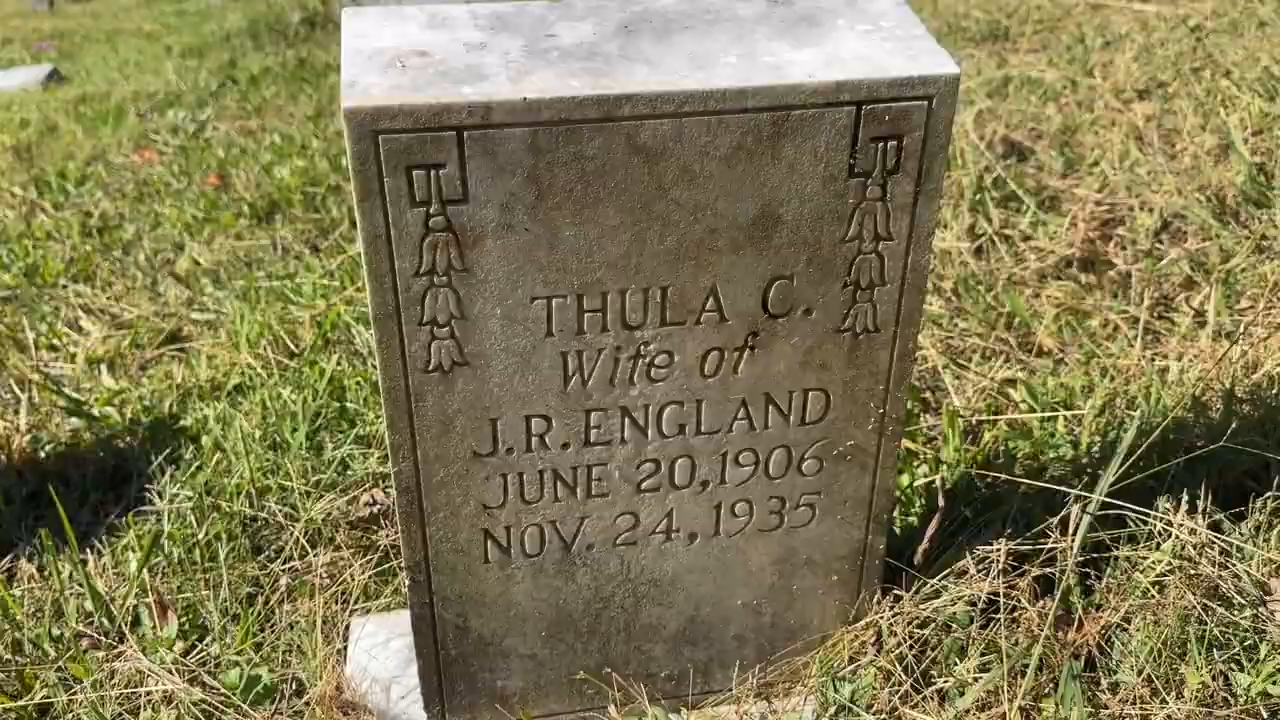 THULA C.
Wife of
J.R. ENGLAND
JUNE 20, 1906
NOV. 24, 1935